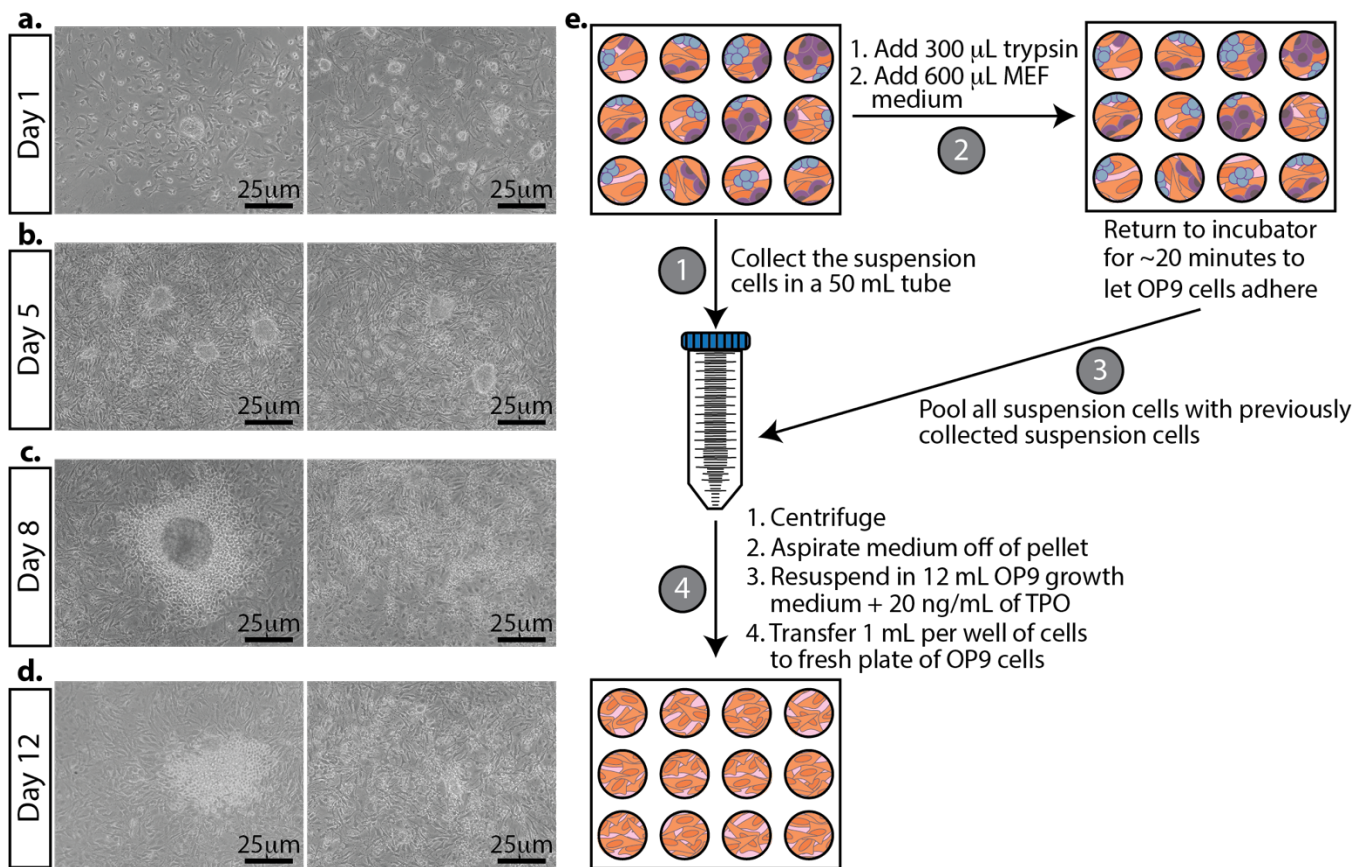 a.
Day 1
25μm
25μm
b.
Day 5
25μm
25μm
c.
Day 8
25μm
25μm
d.
Day 12
25μm
25μm
e.
1. Add 300 μL trypsin
2. Add 600 μL MEF
medium
2
Return to incubator
for ~20 minutes to
let OP9 cells adhere
1
Collect the suspension
cells in a 50 mL tube
3
Pool all suspension cells with previously
collected suspension cells
4
1. Centrifuge
2. Aspirate medium off of pellet
3. Resuspend in 12 mL OP9 growth
medium + 20 ng/mL of TPO
4. Transfer 1 mL per well of cells
to fresh plate of OP9 cells